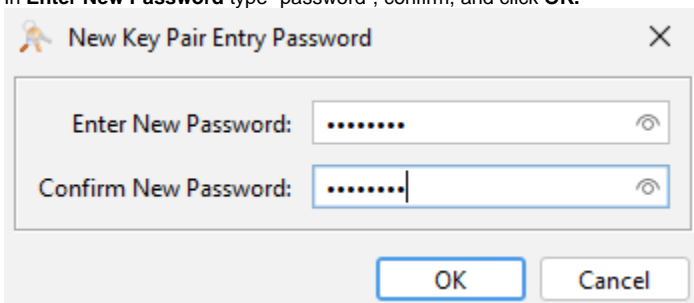 In Enter New Password type "password", confirm, and click OK.
New Key Pair Entry Password
Enter New Password: ••••••••
Confirm New Password: ••••••••
OK Cancel